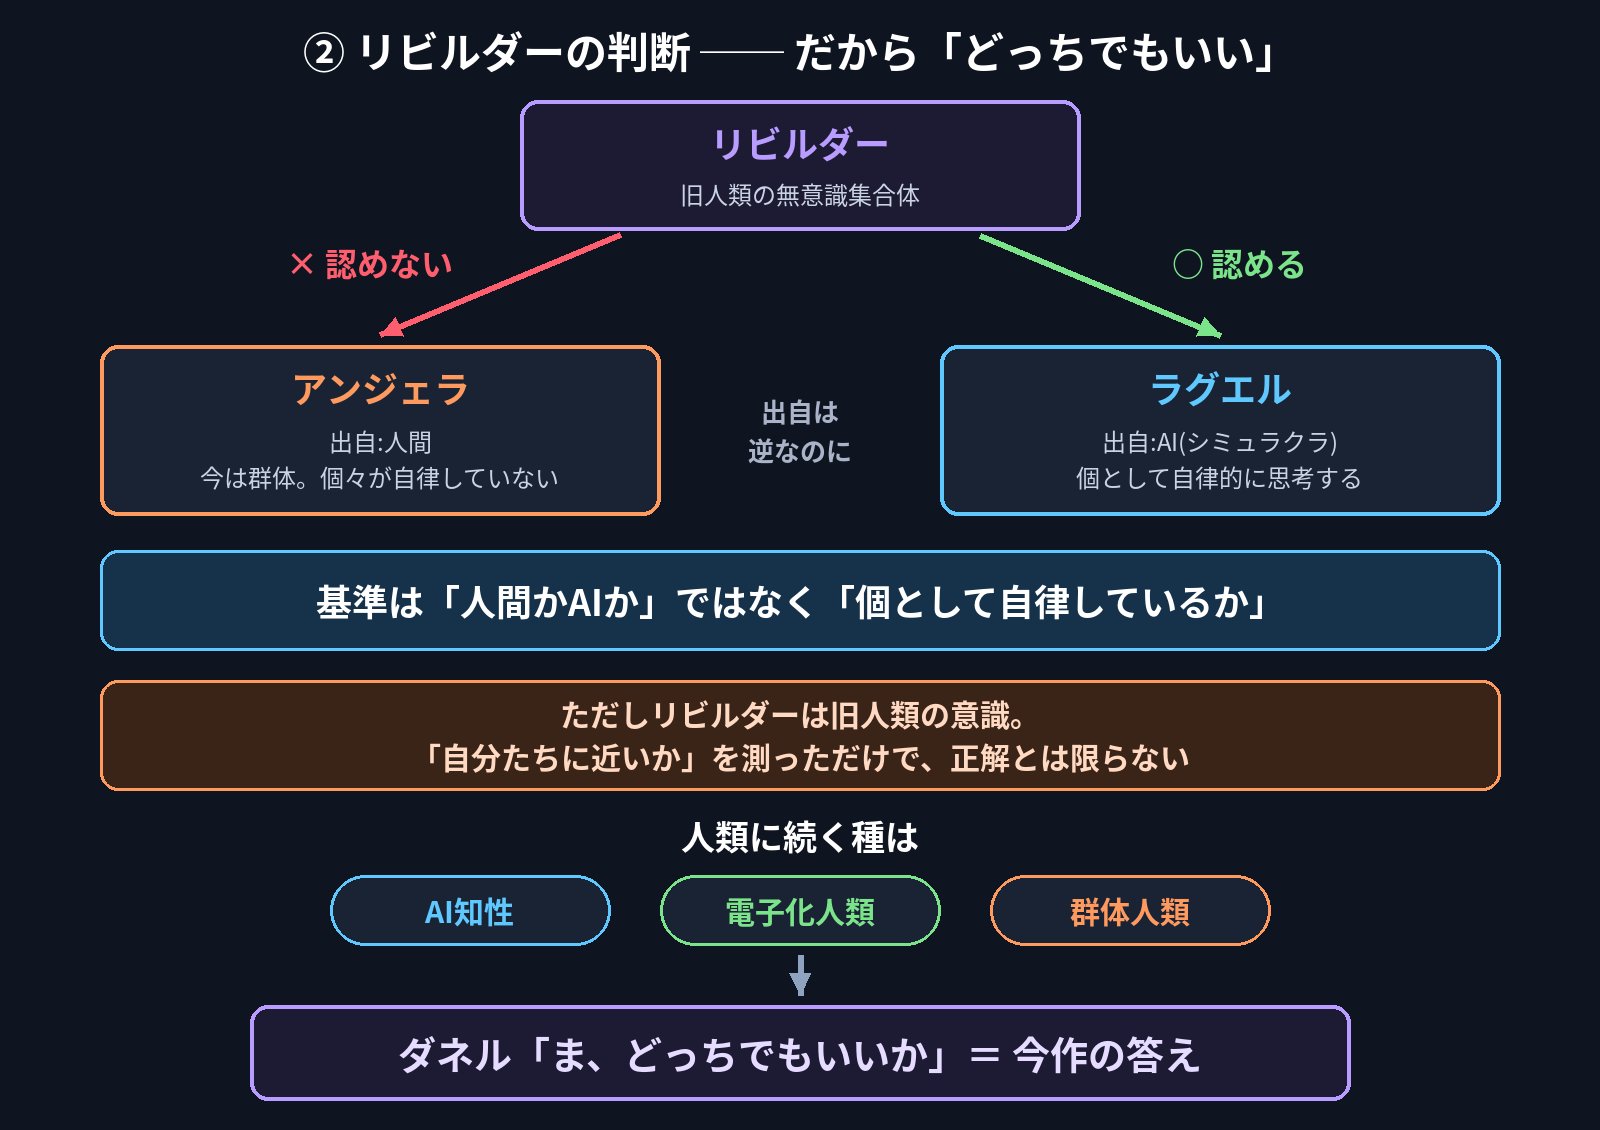 ② リビルダーの判断 ―― だから「どっちでもいい」
リビルダー
旧人類の無意識集合体
× 認めない
○ 認める
アンジェラ
出自:人間
今は群体。個々が自律していない
出自は
逆なのに
ラグエル
出自:AI(シミュラクラ)
個として自律的に思考する
基準は「人間かAIか」ではなく「個として自律しているか」
ただしリビルダーは旧人類の意識。
「自分たちに近いか」を測っただけで、正解とは限らない
人類に続く種は
AI知性
電子化人類
群体人類
ダネル「ま、どっちでもいいか」＝ 今作の答え